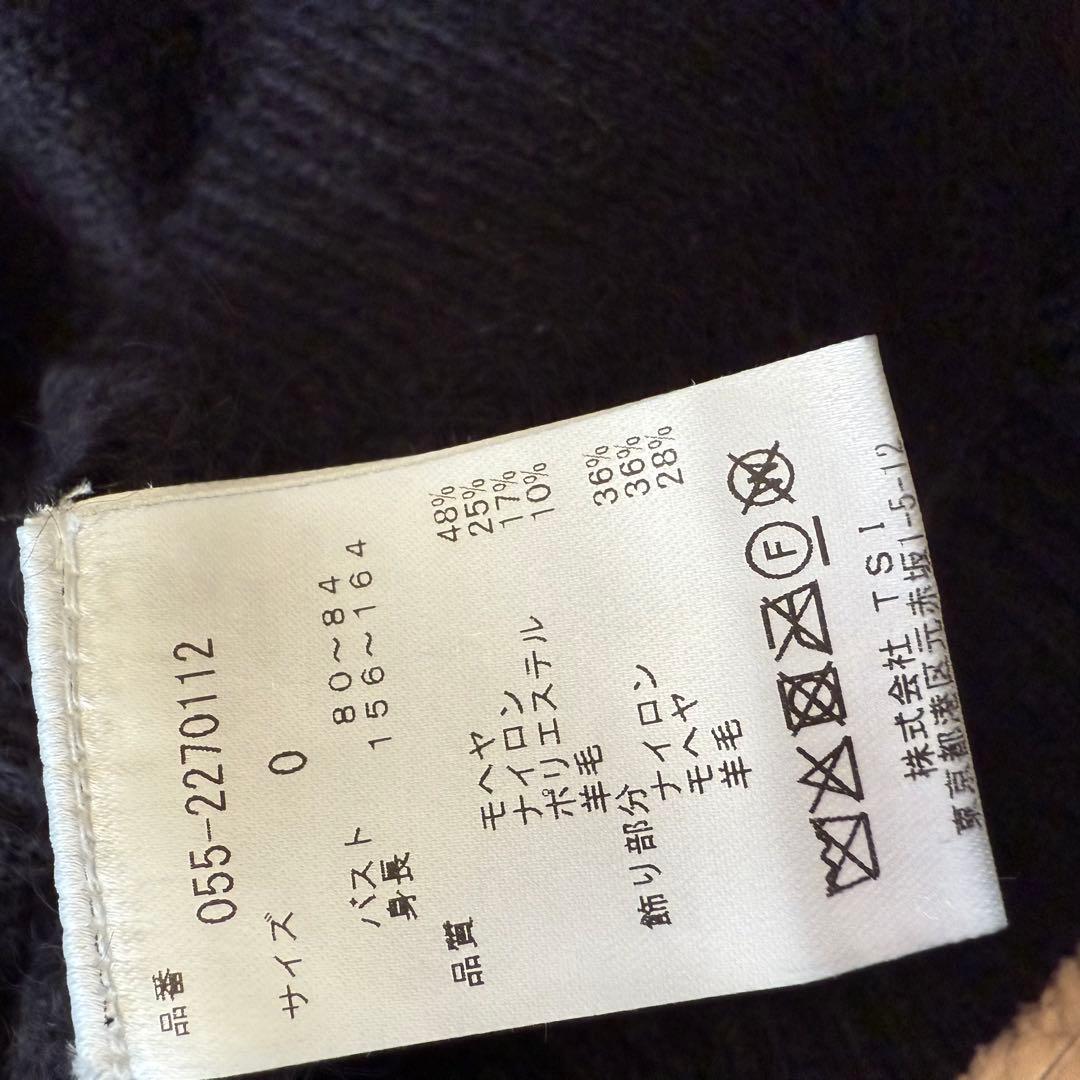 品番
055-2270112
サイズ 0
バスト 80～84
身長 156～164
品質
モヘヤ 48%
ナイロン 25%
ポリエステル 17%
羊毛 10%
飾り部分
ナイロン 36%
モヘヤ 36%
羊毛 28%
F
W
株式会社 TSI
東京都港区元赤坂1-5-12